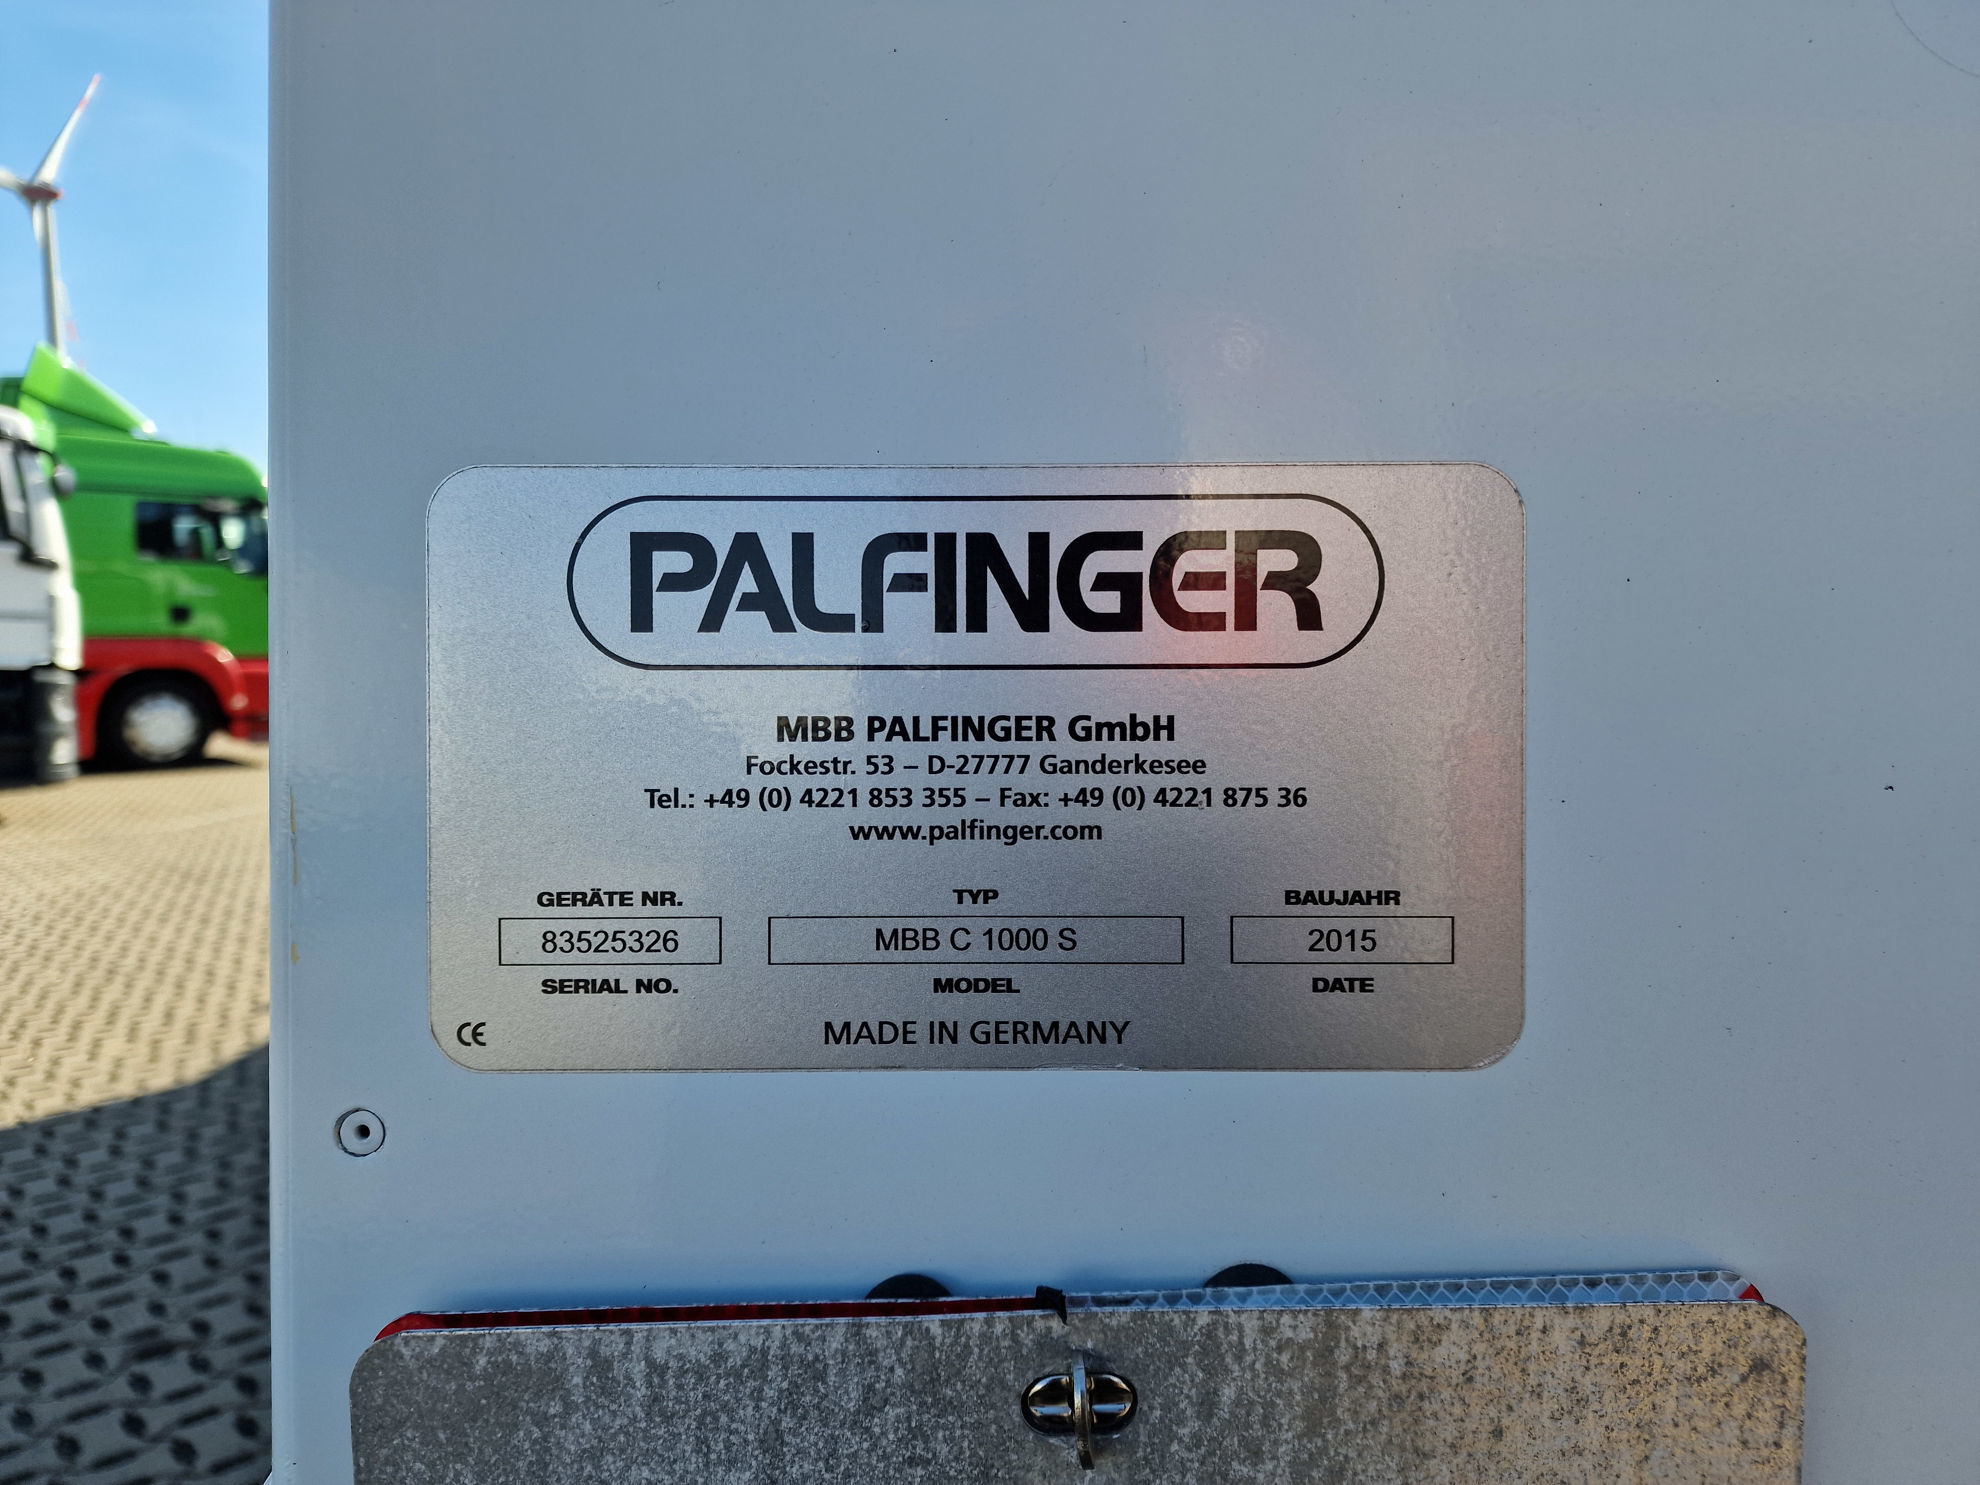 PALFINGER
MBB PALFINGER GmbH
Fockestr. 53 – D-27777 Ganderkesee
Tel.: +49 (0) 4221 853 355 – Fax: +49 (0) 4221 875 36
www.palfinger.com
GERÄTE NR. TYP BAUJAHR
83525326 MBB C 1000 S 2015
SERIAL NO. MODEL DATE
CE MADE IN GERMANY